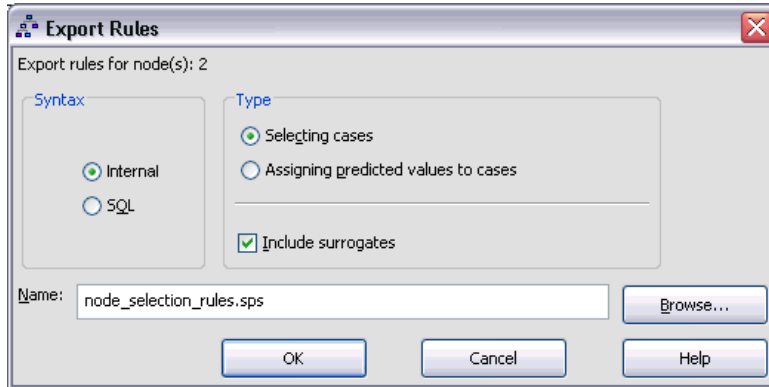 Export Rules
Export rules for node(s): 2
Syntax
Internal
SQL
Type
Selecting cases
Assigning predicted values to cases
Include surrogates
Name: node_selection_rules.sps Browse...
OK Cancel Help